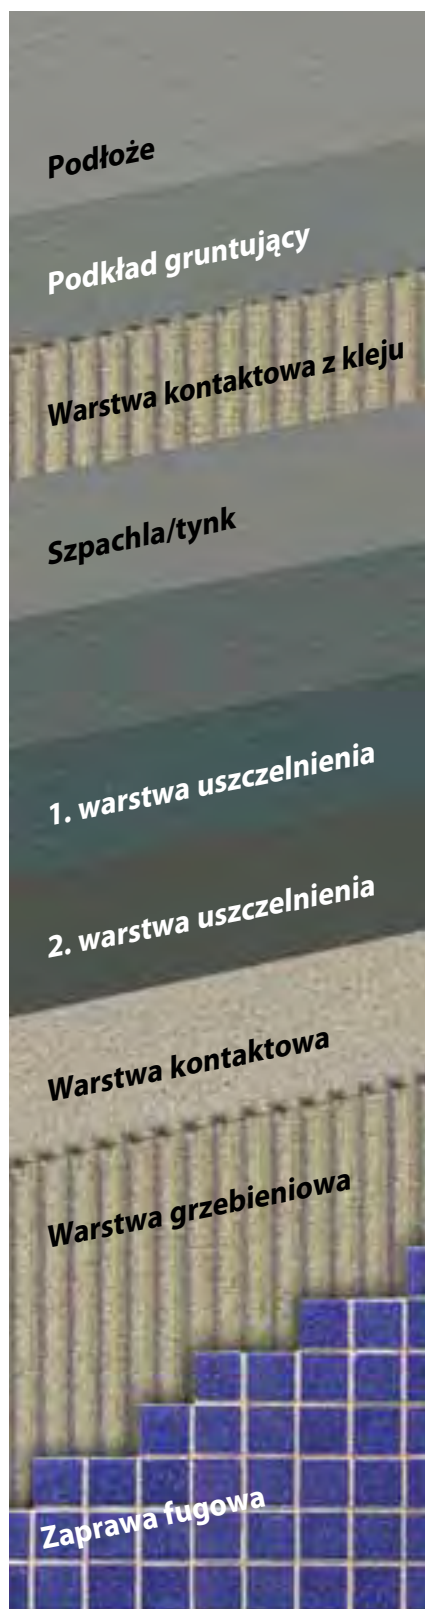 Podłoże
Podkład gruntujący
Warstwa kontaktowa z kleju
Szpachla/tynk
1. warstwa uszczelnienia
2. warstwa uszczelnienia
Warstwa kontaktowa
Warstwa grzebieniowa
Zaprawa fugowa